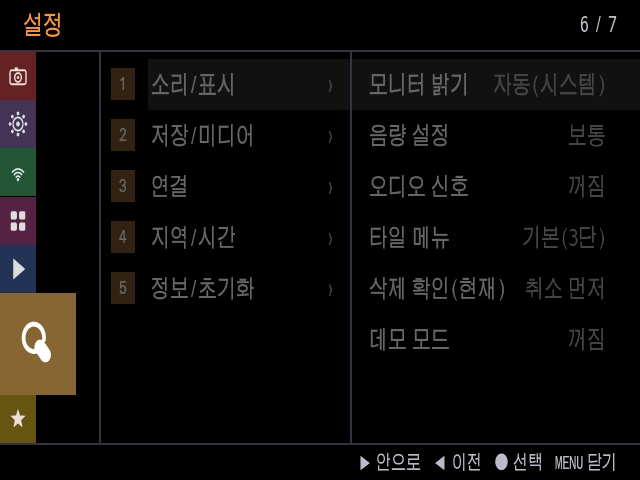 설정
6 / 7
1 소리/표시 〉
2 저장/미디어 〉
3 연결 〉
4 지역/시간 〉
5 정보/초기화 〉
모니터 밝기 자동(시스템)
음량 설정 보통
오디오 신호 꺼짐
타일 메뉴 기본(3단)
삭제 확인(현재) 취소 먼저
데모 모드 꺼짐
▶ 안으로 ◀ 이전 ● 선택 MENU 닫기